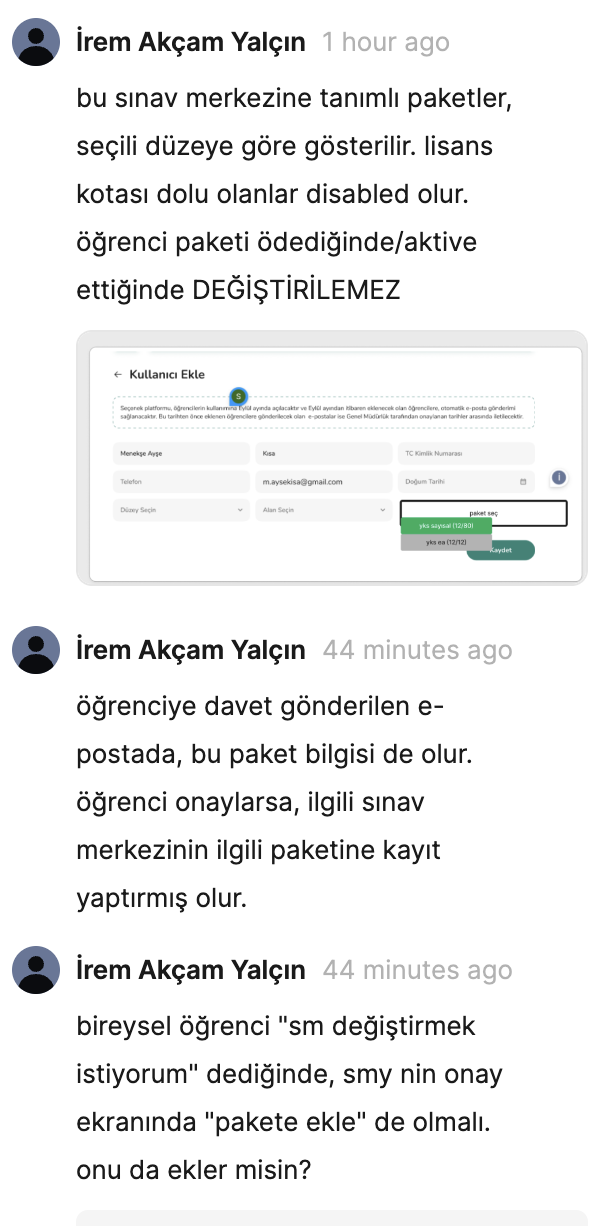 İrem Akçam Yalçın 1 hour ago
bu sınav merkezine tanımlı paketler,
seçili düzeye göre gösterilir. lisans
kotası dolu olanlar disabled olur.
öğrenci paketi ödediğinde/aktive
ettiğinde DEĞİŞTİRİLEMEZ
← Kullanıcı Ekle
S
Seçenek platformu, öğrencilerin kullanımına Eylül ayında açılacaktır ve Eylül ayından itibaren eklenecek olan öğrencilere, otomatik e-posta gönderimi
sağlanacaktır. Bu tarihten önce eklenen öğrencilere gönderilecek olan e-postalar ise Genel Müdürlük tarafından onaylanan tarihler arasında iletilecektir.
Menekşe Ayşe Kısa TC Kimlik Numarası
Telefon m.aysekisa@gmail.com Doğum Tarihi
İ
Düzey Seçin Alan Seçin paket seç
yks sayısal (12/80)
yks ea (12/12)
Kaydet
İrem Akçam Yalçın 44 minutes ago
öğrenciye davet gönderilen e-
postada, bu paket bilgisi de olur.
öğrenci onaylarsa, ilgili sınav
merkezinin ilgili paketine kayıt
yaptırmış olur.
İrem Akçam Yalçın 44 minutes ago
bireysel öğrenci "sm değiştirmek
istiyorum" dediğinde, smy nin onay
ekranında "pakete ekle" de olmalı.
onu da ekler misin?